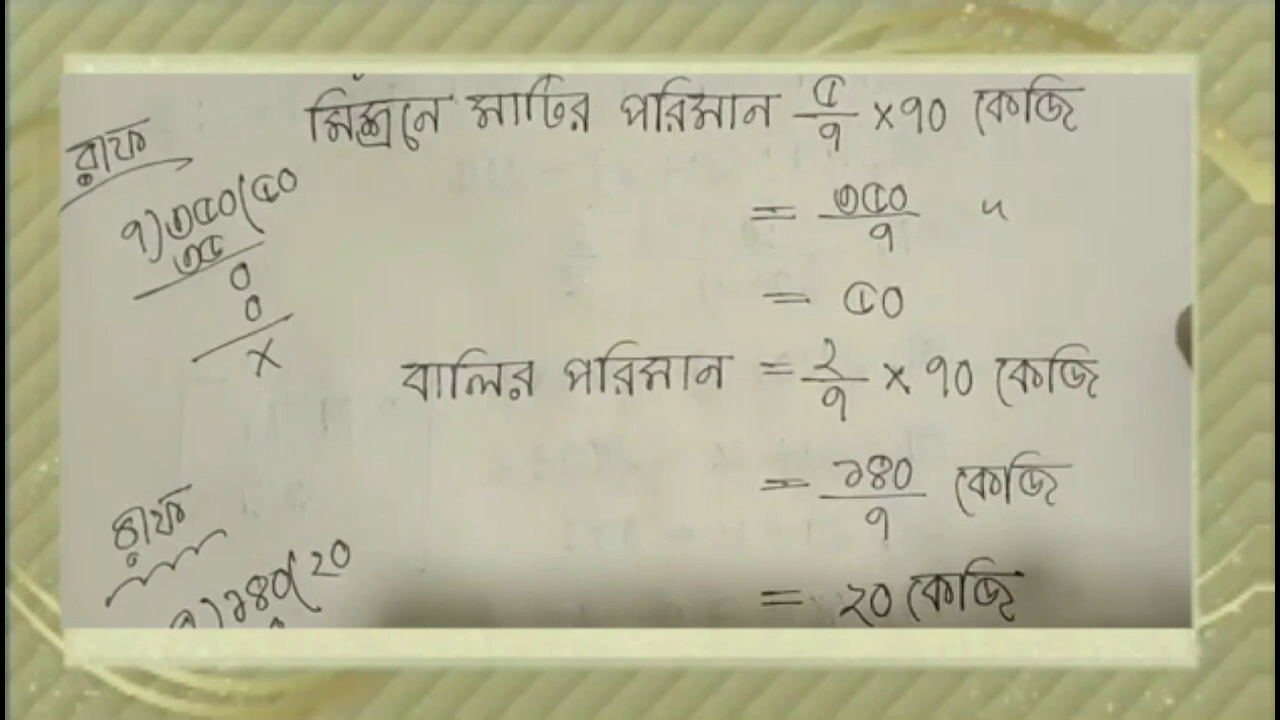 মিশ্রনে মাটির পরিমান ৫/৭ × ৭০ কেজি
= ৩৫০/৭ "
= ৫০
বালির পরিমান = ২/৭ × ৭০ কেজি
= ১৪০/৭ কেজি
= ২০ কেজি
রাফ
৭)৩৫০(৫০
৩৫
০
০
×
রাফ
৭)১৪০(২০